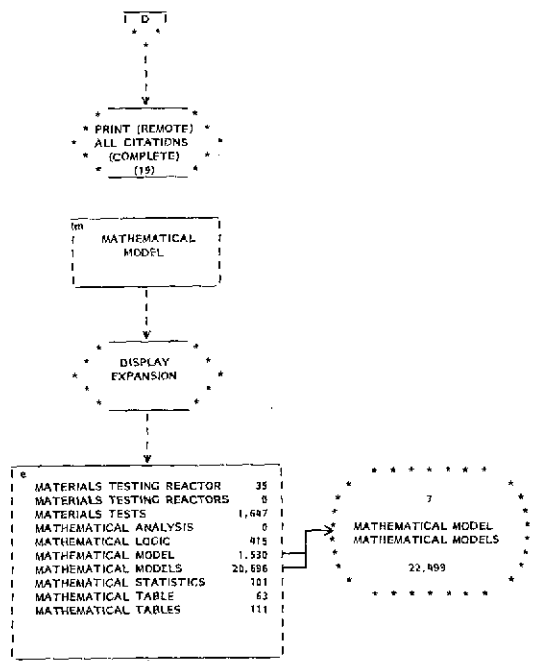 D
PRINT (REMOTE)
ALL CITATIONS
(COMPLETE)
(19)
tm
MATHEMATICAL
MODEL
DISPLAY
EXPANSION
e
MATERIALS TESTING REACTOR 35
MATERIALS TESTING REACTORS 0
MATERIALS TESTS 1,647
MATHEMATICAL ANALYSIS 0
MATHEMATICAL LOGIC 415
MATHEMATICAL MODEL 1,530
MATHEMATICAL MODELS 20,696
MATHEMATICAL STATISTICS 101
MATHEMATICAL TABLE 63
MATHEMATICAL TABLES 111
7
MATHEMATICAL MODEL
MATHEMATICAL MODELS
22,499